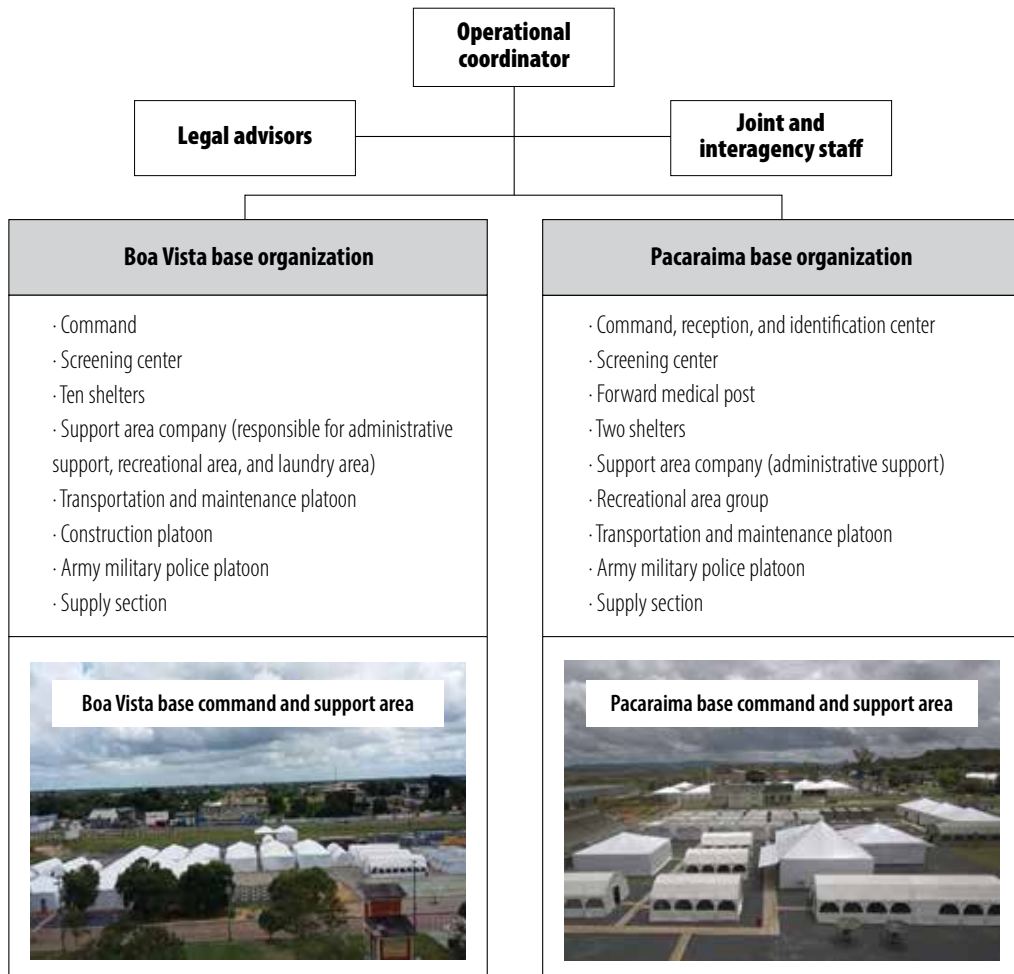 Operational
coordinator
Legal advisors
Joint and
interagency staff
Boa Vista base organization
· Command
· Screening center
· Ten shelters
· Support area company (responsible for administrative
support, recreational area, and laundry area)
· Transportation and maintenance platoon
· Construction platoon
· Army military police platoon
· Supply section
Boa Vista base command and support area
Pacaraima base organization
· Command, reception, and identification center
· Screening center
· Forward medical post
· Two shelters
· Support area company (administrative support)
· Recreational area group
· Transportation and maintenance platoon
· Army military police platoon
· Supply section
Pacaraima base command and support area